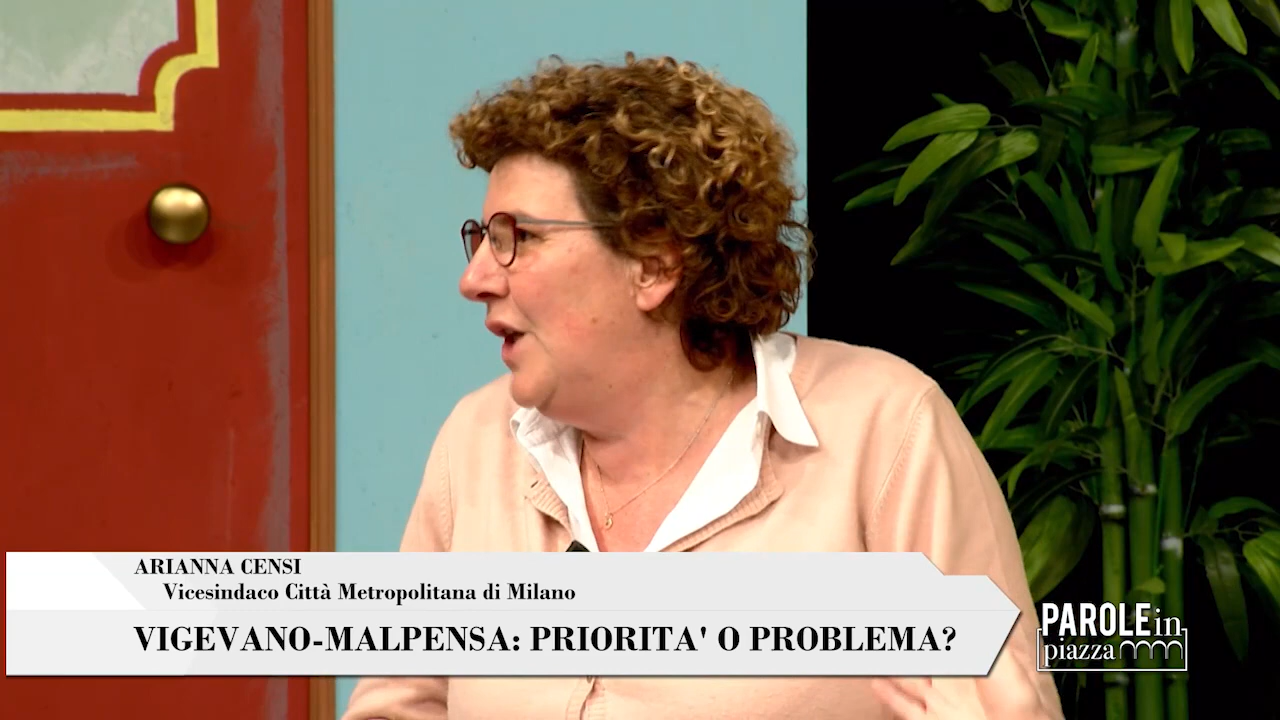 ARIANNA CENSI
Vicesindaco Città Metropolitana di Milano
VIGEVANO-MALPENSA: PRIORITA' O PROBLEMA?
PAROLE in
piazza